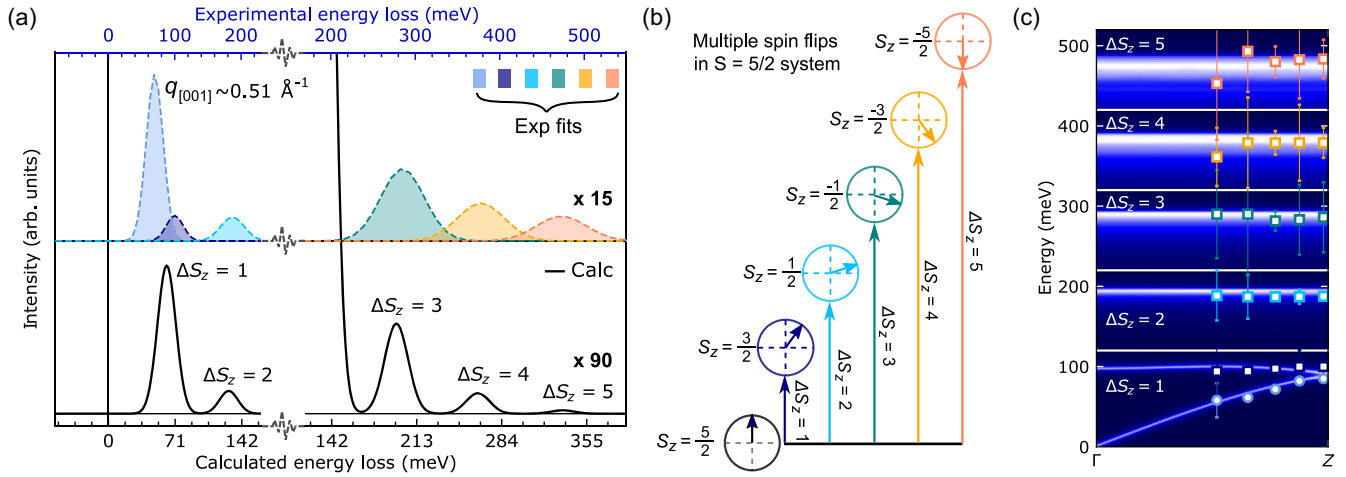 (a)
Experimental energy loss (meV)
0 100 200 200 300 400 500
q[001]~0.51 Å⁻¹
Exp fits
x 15
Intensity (arb. units)
Calc
ΔSz = 1
ΔSz = 2
ΔSz = 3
ΔSz = 4
ΔSz = 5
x 90
0 71 142 142 213 284 355
Calculated energy loss (meV)
(b)
Multiple spin flips
in S = 5/2 system
Sz = -5/2
Sz = -3/2
Sz = -1/2
Sz = 1/2
Sz = 3/2
Sz = 5/2
ΔSz = 1
ΔSz = 2
ΔSz = 3
ΔSz = 4
ΔSz = 5
(c)
Energy (meV)
500
400
300
200
100
0
ΔSz = 5
ΔSz = 4
ΔSz = 3
ΔSz = 2
ΔSz = 1
Γ Z